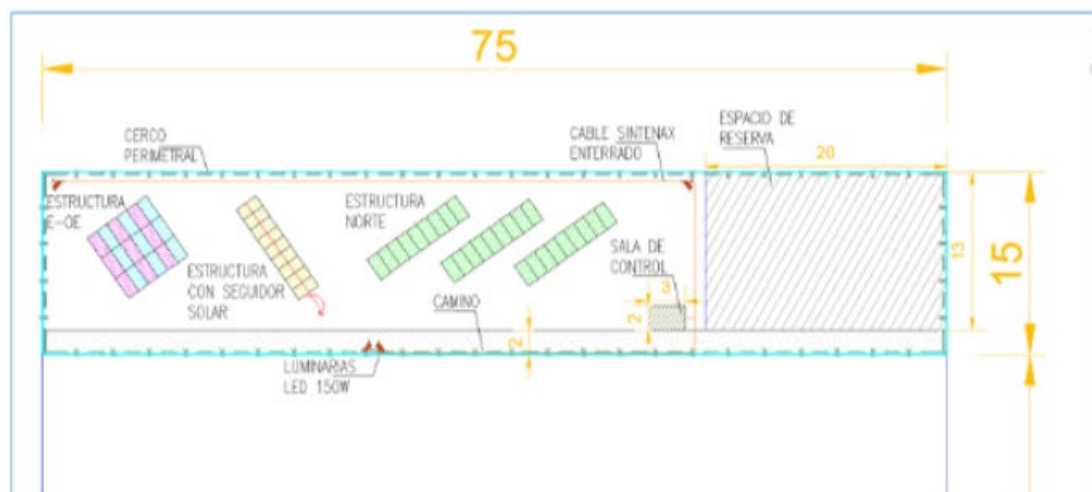 75
CERCO
PERIMETRAL
CABLE SINTENAX
ENTERRADO
ESPACIO DE
RESERVA
20
ESTRUCTURA
E-OE
ESTRUCTURA
CON SEGUIDOR
SOLAR
ESTRUCTURA
NORTE
SALA DE
CONTROL
3
2
13
15
CAMINO
2
LUMINARIAS
LED 150W